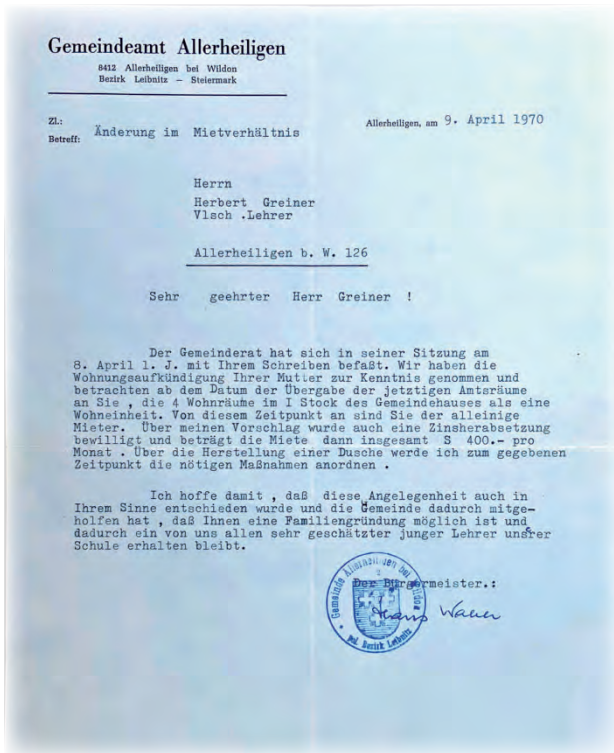 Gemeindeamt Allerheiligen
8412 Allerheiligen bei Wildon
Bezirk Leibnitz – Steiermark
Zl.:
Betreff: Änderung im Mietverhältnis
Allerheiligen, am 9. April 1970
Herrn
Herbert Greiner
Vlsch .Lehrer
Allerheiligen b. W. 126
Sehr geehrter Herr Greiner !
Der Gemeinderat hat sich in seiner Sitzung am
8. April l. J. mit Ihrem Schreiben befaßt. Wir haben die
Wohnungsaufkündigung Ihrer Mutter zur Kenntnis genommen und
betrachten ab dem Datum der Übergabe der jetztigen Amtsräume
an Sie , die 4 Wohnräume im I Stock des Gemeindehauses als eine
Wohneinheit. Von diesem Zeitpunkt an sind Sie der alleinige
Mieter. Über meinen Vorschlag wurde auch eine Zinsherabsetzung
bewilligt und beträgt die Miete dann insgesamt S 400.- pro
Monat . Über die Herstellung einer Dusche werde ich zum gegebenen
Zeitpunkt die nötigen Maßnahmen anordnen .
Ich hoffe damit , daß diese Angelegenheit auch in
Ihrem Sinne entschieden wurde und die Gemeinde dadurch mitge-
holfen hat , daß Ihnen eine Familiengründung möglich ist und
dadurch ein von uns allen sehr geschätzter junger Lehrer unsrer
Schule erhalten bleibt.
Der Bürgermeister.:
Gemeinde Allerheiligen bei Wildon
pol. Bezirk Leibnitz